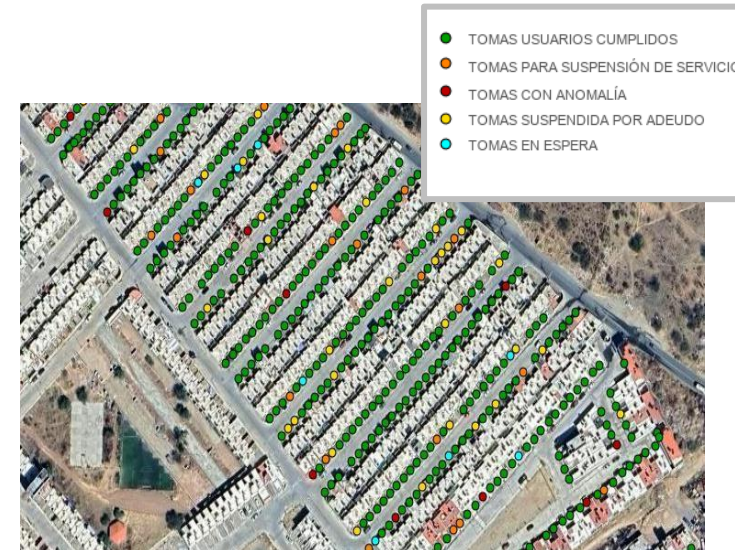 TOMAS USUARIOS CUMPLIDOS
TOMAS PARA SUSPENSIÓN DE SERVICIO
TOMAS CON ANOMALÍA
TOMAS SUSPENDIDA POR ADEUDO
TOMAS EN ESPERA